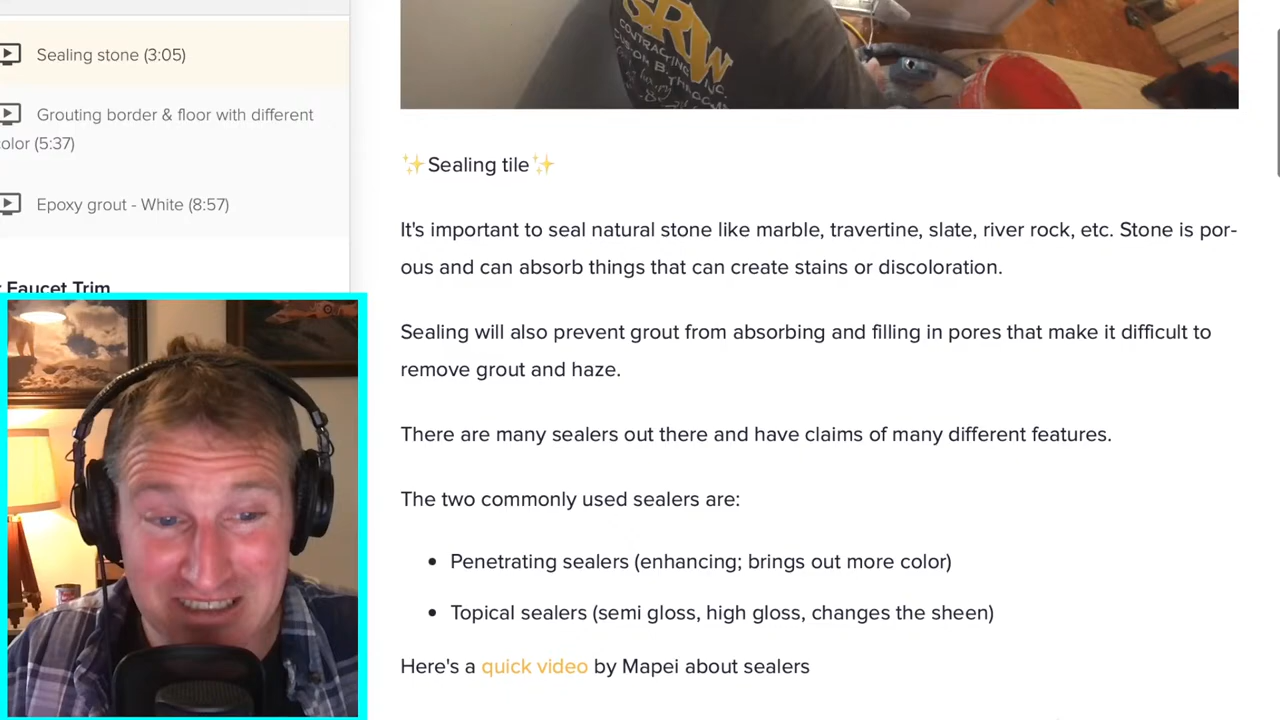 Sealing stone (3:05)
Grouting border & floor with different
olor (5:37)
Epoxy grout - White (8:57)
Faucet Trim
SRW
CONTRACTING INC.
✨Sealing tile✨
It's important to seal natural stone like marble, travertine, slate, river rock, etc. Stone is por-
ous and can absorb things that can create stains or discoloration.
Sealing will also prevent grout from absorbing and filling in pores that make it difficult to
remove grout and haze.
There are many sealers out there and have claims of many different features.
The two commonly used sealers are:
• Penetrating sealers (enhancing; brings out more color)
• Topical sealers (semi gloss, high gloss, changes the sheen)
Here's a quick video by Mapei about sealers